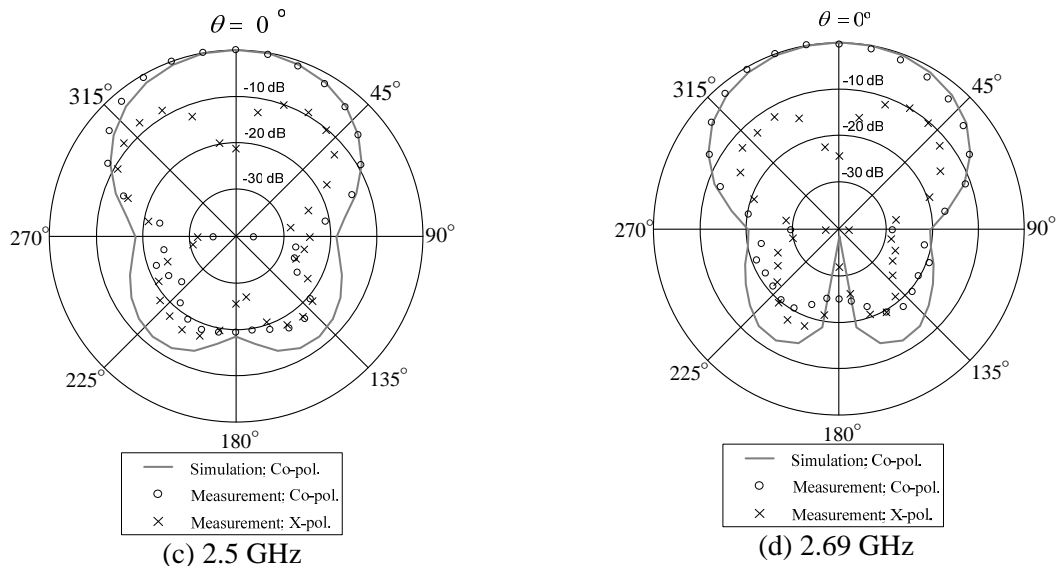 θ = 0 °
-10 dB
-20 dB
-30 dB
315°
45°
270°
90°
225°
135°
180°
Simulation; Co-pol.
Measurement; Co-pol.
Measurement; X-pol.
(c) 2.5 GHz
θ = 0°
-10 dB
-20 dB
-30 dB
315°
45°
270°
90°
225°
135°
180°
Simulation; Co-pol.
Measurement; Co-pol.
Measurement; X-pol.
(d) 2.69 GHz